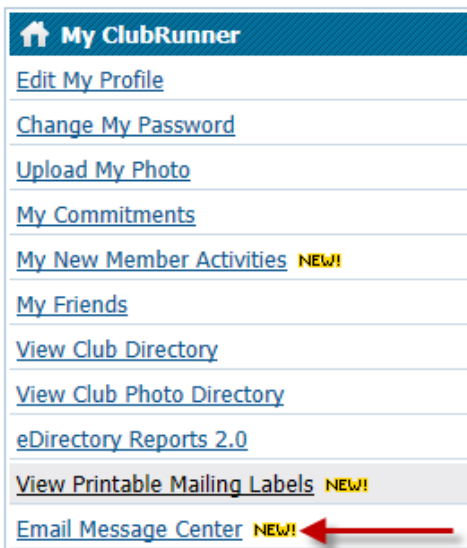 My ClubRunner
Edit My Profile
Change My Password
Upload My Photo
My Commitments
My New Member Activities NEW!
My Friends
View Club Directory
View Club Photo Directory
eDirectory Reports 2.0
View Printable Mailing Labels NEW!
Email Message Center NEW!